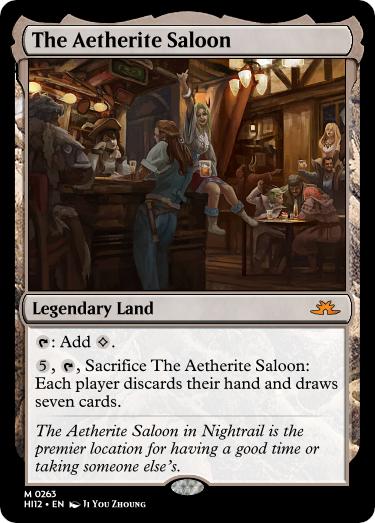 The Aetherite Saloon
Legendary Land
: Add .
5, , Sacrifice The Aetherite Saloon:
Each player discards their hand and draws
seven cards.
The Aetherite Saloon in Nightrail is the
premier location for having a good time or
taking someone else's.
M 0263
HI12 • EN Ji You Zhoung